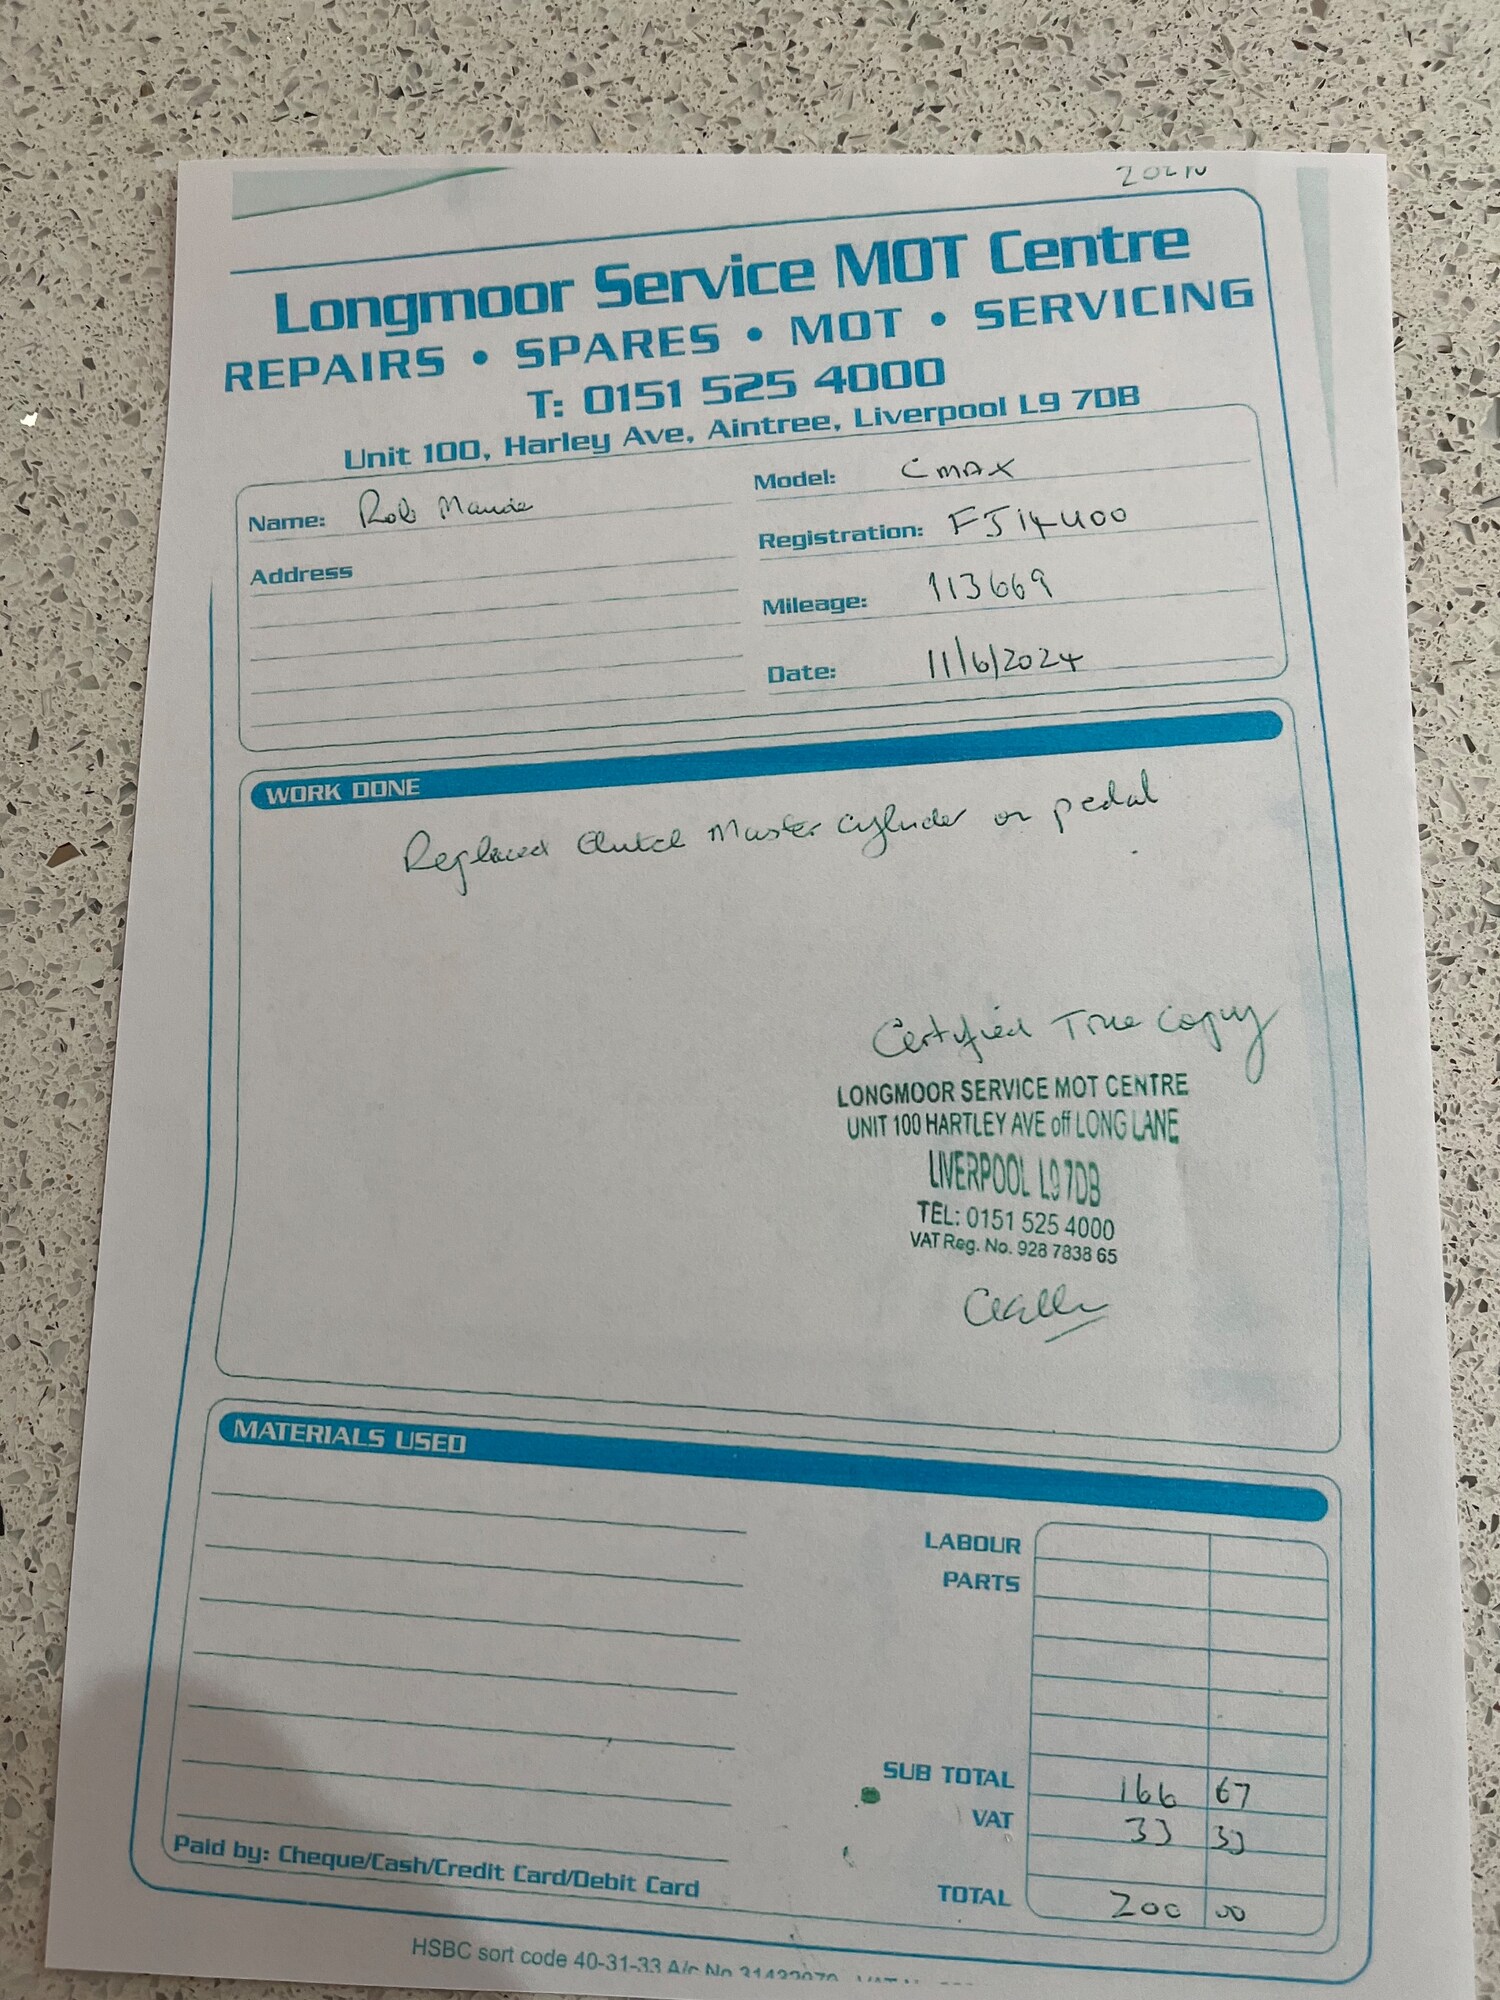 Longmoor Service MOT Centre
REPAIRS • SPARES • MOT • SERVICING
T: 0151 525 4000
Unit 100, Harley Ave, Aintree, Liverpool L9 7DB
Name: Rob Maude
Address
Model: CMAX
Registration: FJ14UOO
Mileage: 113669
Date: 11/6/2024
WORK DONE
Replaced Clutch Master Cylinder on pedal
Certified True Copy
LONGMOOR SERVICE MOT CENTRE
UNIT 100 HARTLEY AVE off LONG LANE
LIVERPOOL L9 7DB
TEL: 0151 525 4000
VAT Reg. No. 928 7838 65
MATERIALS USED
LABOUR
PARTS
SUB TOTAL 166 67
VAT 33 33
TOTAL 200 00
Paid by: Cheque/Cash/Credit Card/Debit Card
HSBC sort code 40-31-33 A/c No